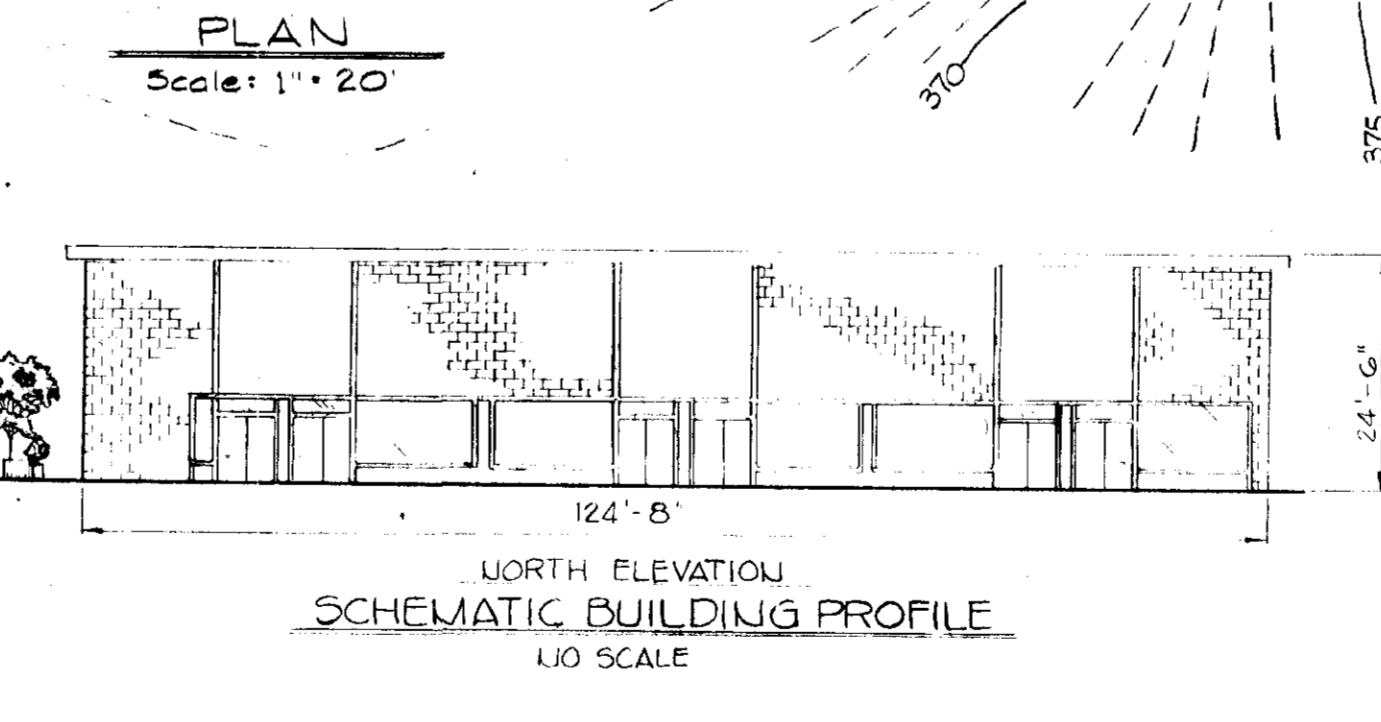 PLAN
Scale: 1" = 20'
370
375
24'-6"
124'-8"
NORTH ELEVATION
SCHEMATIC BUILDING PROFILE
NO SCALE